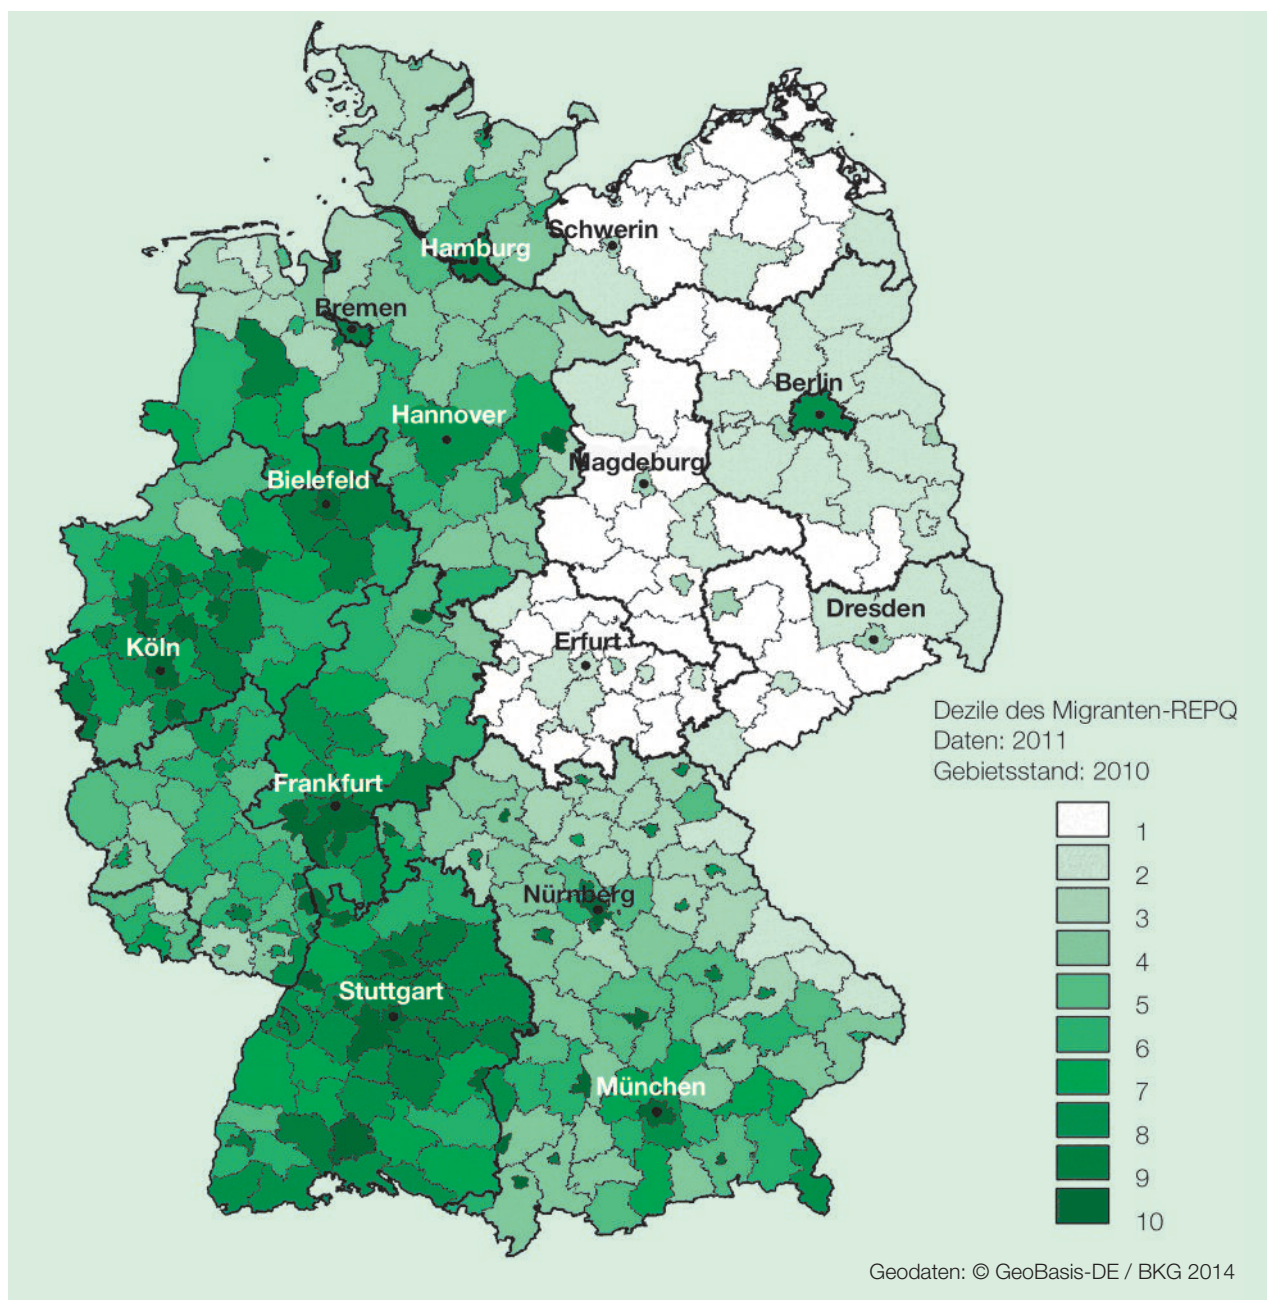 Schwerin
Hamburg
Bremen
Berlin
Hannover
Magdeburg
Bielefeld
Dresden
Erfurt
Köln
Dezile des Migranten-REPQ
Daten: 2011
Gebietsstand: 2010
Frankfurt
1
2
3
Nürnberg
4
Stuttgart
5
6
München
7
8
9
10
Geodaten: © GeoBasis-DE / BKG 2014